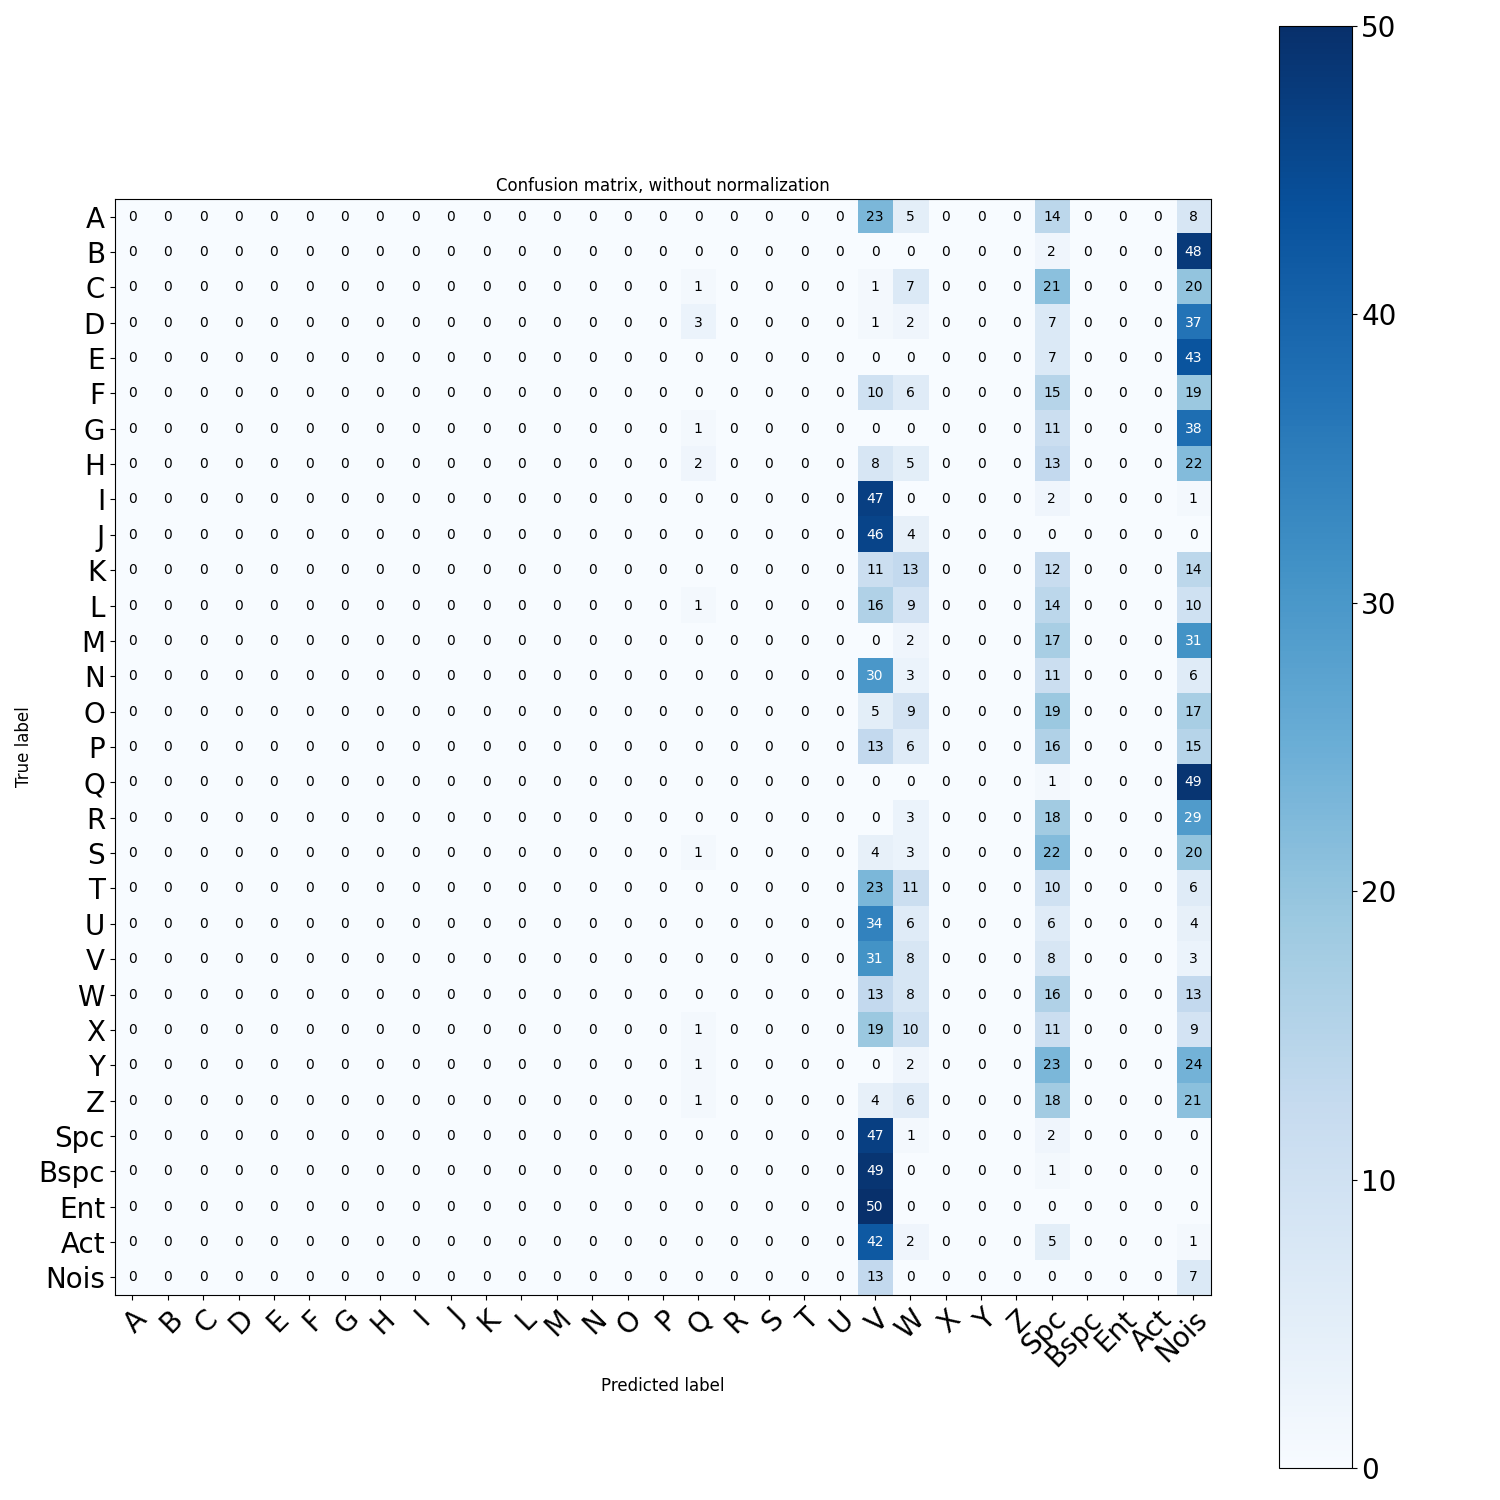 Confusion matrix, without normalization
A 0 0 0 0 0 0 0 0 0 0 0 0 0 0 0 0 0 0 0 0 0 23 5 0 0 0 14 0 0 0 8
B 0 0 0 0 0 0 0 0 0 0 0 0 0 0 0 0 0 0 0 0 0 0 0 0 0 0 2 0 0 0 48
C 0 0 0 0 0 0 0 0 0 0 0 0 0 0 0 0 1 0 0 0 0 1 7 0 0 0 21 0 0 0 20
D 0 0 0 0 0 0 0 0 0 0 0 0 0 0 0 0 3 0 0 0 0 1 2 0 0 0 7 0 0 0 37
E 0 0 0 0 0 0 0 0 0 0 0 0 0 0 0 0 0 0 0 0 0 0 0 0 0 0 7 0 0 0 43
F 0 0 0 0 0 0 0 0 0 0 0 0 0 0 0 0 0 0 0 0 0 10 6 0 0 0 15 0 0 0 19
G 0 0 0 0 0 0 0 0 0 0 0 0 0 0 0 0 1 0 0 0 0 0 0 0 0 0 11 0 0 0 38
H 0 0 0 0 0 0 0 0 0 0 0 0 0 0 0 0 2 0 0 0 0 8 5 0 0 0 13 0 0 0 22
I 0 0 0 0 0 0 0 0 0 0 0 0 0 0 0 0 0 0 0 0 0 47 0 0 0 0 2 0 0 0 1
J 0 0 0 0 0 0 0 0 0 0 0 0 0 0 0 0 0 0 0 0 0 46 4 0 0 0 0 0 0 0 0
K 0 0 0 0 0 0 0 0 0 0 0 0 0 0 0 0 0 0 0 0 0 11 13 0 0 0 12 0 0 0 14
L 0 0 0 0 0 0 0 0 0 0 0 0 0 0 0 0 1 0 0 0 0 16 9 0 0 0 14 0 0 0 10
M 0 0 0 0 0 0 0 0 0 0 0 0 0 0 0 0 0 0 0 0 0 0 2 0 0 0 17 0 0 0 31
N 0 0 0 0 0 0 0 0 0 0 0 0 0 0 0 0 0 0 0 0 0 30 3 0 0 0 11 0 0 0 6
O 0 0 0 0 0 0 0 0 0 0 0 0 0 0 0 0 0 0 0 0 0 5 9 0 0 0 19 0 0 0 17
P 0 0 0 0 0 0 0 0 0 0 0 0 0 0 0 0 0 0 0 0 0 13 6 0 0 0 16 0 0 0 15
Q 0 0 0 0 0 0 0 0 0 0 0 0 0 0 0 0 0 0 0 0 0 0 0 0 0 0 1 0 0 0 49
R 0 0 0 0 0 0 0 0 0 0 0 0 0 0 0 0 0 0 0 0 0 0 3 0 0 0 18 0 0 0 29
S 0 0 0 0 0 0 0 0 0 0 0 0 0 0 0 0 1 0 0 0 0 4 3 0 0 0 22 0 0 0 20
T 0 0 0 0 0 0 0 0 0 0 0 0 0 0 0 0 0 0 0 0 0 23 11 0 0 0 10 0 0 0 6
U 0 0 0 0 0 0 0 0 0 0 0 0 0 0 0 0 0 0 0 0 0 34 6 0 0 0 6 0 0 0 4
V 0 0 0 0 0 0 0 0 0 0 0 0 0 0 0 0 0 0 0 0 0 31 8 0 0 0 8 0 0 0 3
W 0 0 0 0 0 0 0 0 0 0 0 0 0 0 0 0 0 0 0 0 0 13 8 0 0 0 16 0 0 0 13
X 0 0 0 0 0 0 0 0 0 0 0 0 0 0 0 0 1 0 0 0 0 19 10 0 0 0 11 0 0 0 9
Y 0 0 0 0 0 0 0 0 0 0 0 0 0 0 0 0 1 0 0 0 0 0 2 0 0 0 23 0 0 0 24
Z 0 0 0 0 0 0 0 0 0 0 0 0 0 0 0 0 1 0 0 0 0 4 6 0 0 0 18 0 0 0 21
Spc 0 0 0 0 0 0 0 0 0 0 0 0 0 0 0 0 0 0 0 0 0 47 1 0 0 0 2 0 0 0 0
Bspc 0 0 0 0 0 0 0 0 0 0 0 0 0 0 0 0 0 0 0 0 0 49 0 0 0 0 1 0 0 0 0
Ent 0 0 0 0 0 0 0 0 0 0 0 0 0 0 0 0 0 0 0 0 0 50 0 0 0 0 0 0 0 0 0
Act 0 0 0 0 0 0 0 0 0 0 0 0 0 0 0 0 0 0 0 0 0 42 2 0 0 0 5 0 0 0 1
Nois 0 0 0 0 0 0 0 0 0 0 0 0 0 0 0 0 0 0 0 0 0 13 0 0 0 0 0 0 0 0 7
A B C D E F G H I J K L M N O P Q R S T U V W X Y Z Spc Bspc Ent Act Nois
Predicted label
True label
50
40
30
20
10
0